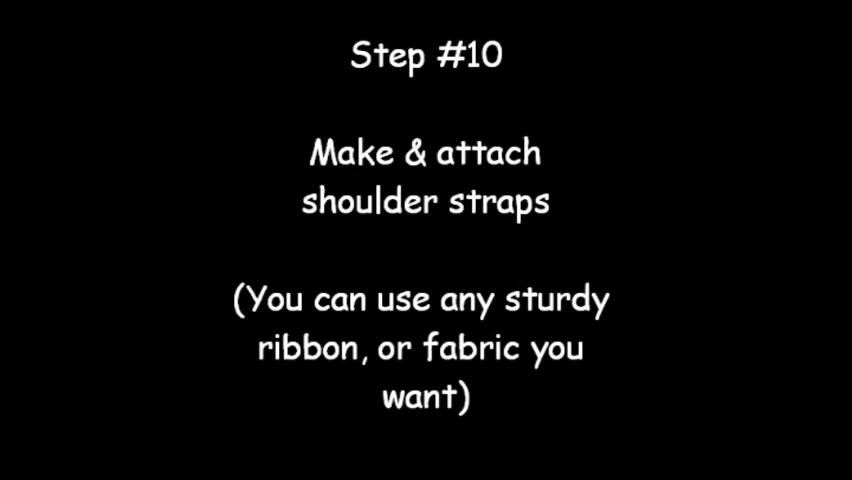 Step #10
Make & attach
shoulder straps
(You can use any sturdy
ribbon, or fabric you
want)